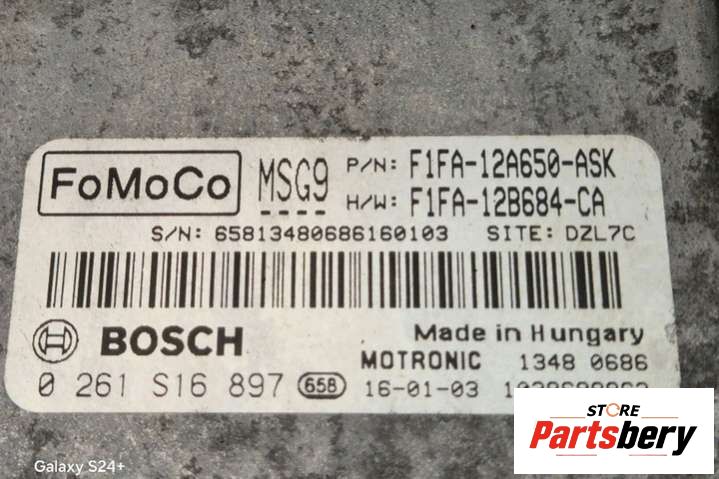 FoMoCo MSG9 P/N: F1FA-12A650-ASK
H/W: F1FA-12B684-CA
S/N: 65813480686160103 SITE: DZL7C
BOSCH Made in Hungary
MOTRONIC 1348 0686
0 261 S16 897 658 16-01-03
STORE
Partsbery
Galaxy S24+